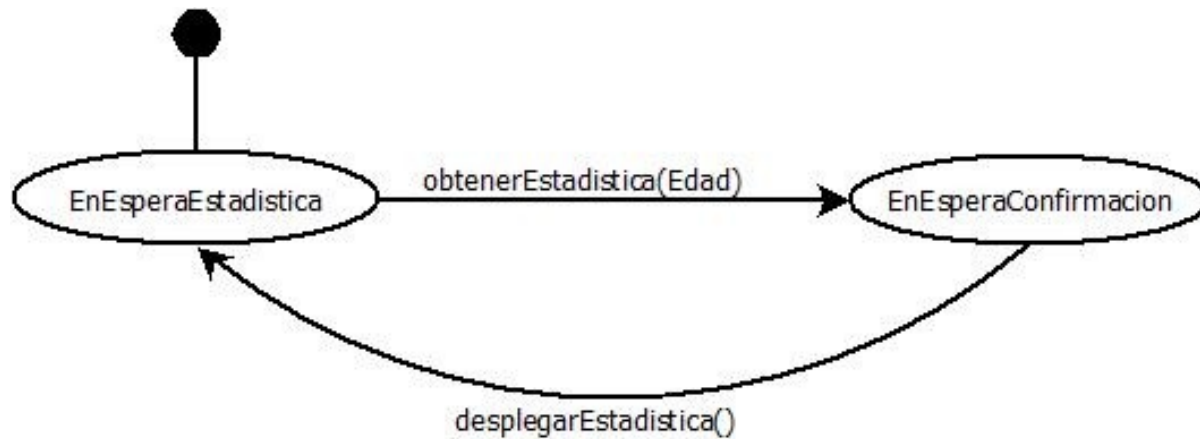 obtenerEstadistica(Edad)
EnEsperaEstadistica
EnEsperaConfirmacion
desplegarEstadistica()